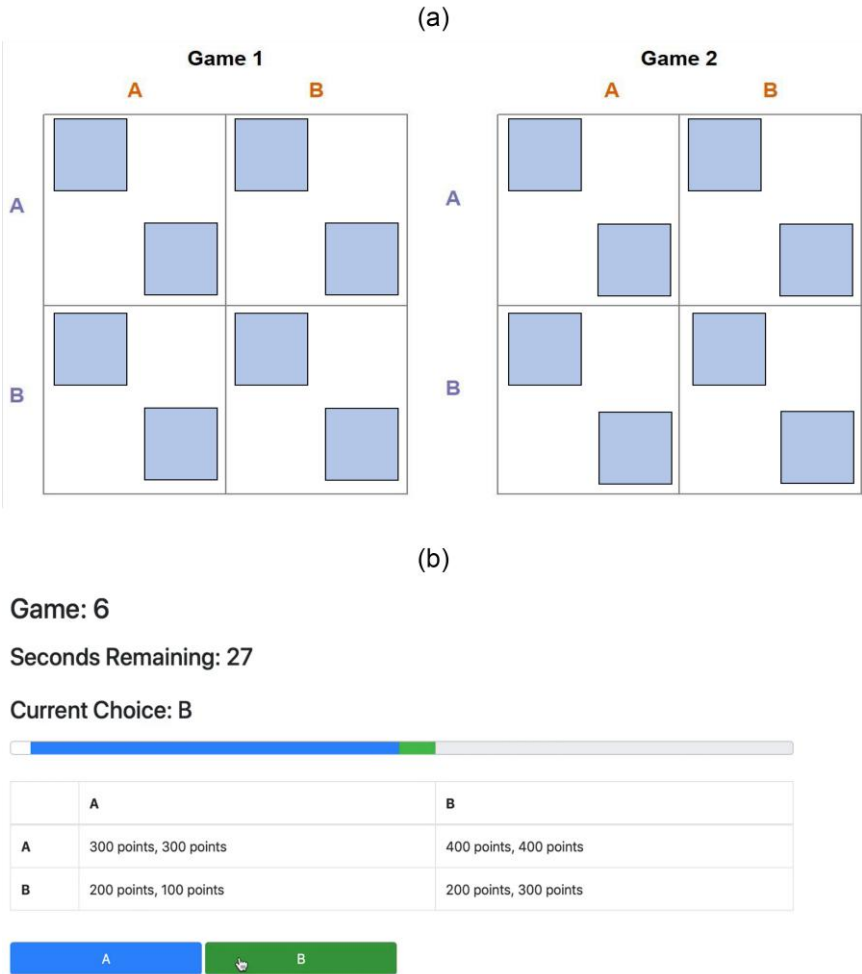 (a)
Game 1 Game 2
A B A B
A A
B B
(b)
Game: 6
Seconds Remaining: 27
Current Choice: B
A B
A 300 points, 300 points 400 points, 400 points
B 200 points, 100 points 200 points, 300 points
A B